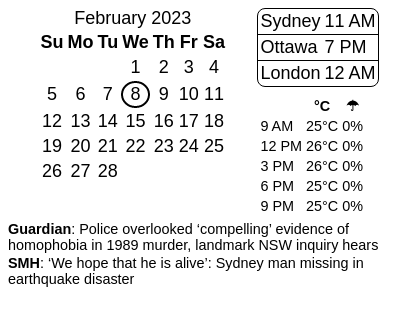 February 2023
Su Mo Tu We Th Fr Sa
1 2 3 4
5 6 7 8 9 10 11
12 13 14 15 16 17 18
19 20 21 22 23 24 25
26 27 28
Sydney 11 AM
Ottawa 7 PM
London 12 AM
°C ☂
9 AM 25°C 0%
12 PM 26°C 0%
3 PM 26°C 0%
6 PM 25°C 0%
9 PM 25°C 0%
Guardian: Police overlooked ‘compelling’ evidence of
homophobia in 1989 murder, landmark NSW inquiry hears
SMH: ‘We hope that he is alive’: Sydney man missing in
earthquake disaster